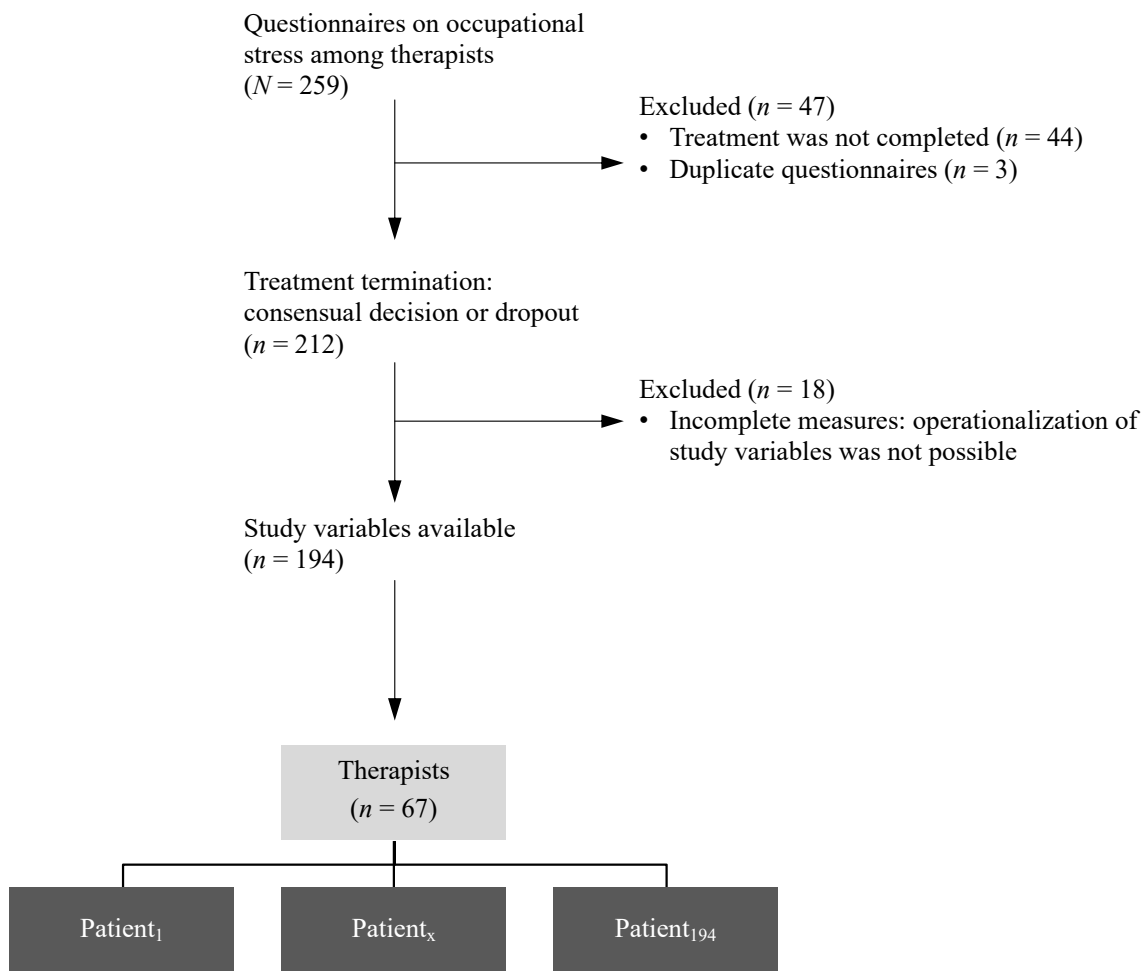 Questionnaires on occupational
stress among therapists
(N = 259)
Excluded (n = 47)
• Treatment was not completed (n = 44)
• Duplicate questionnaires (n = 3)
Treatment termination:
consensual decision or dropout
(n = 212)
Excluded (n = 18)
• Incomplete measures: operationalization of
study variables was not possible
Study variables available
(n = 194)
Therapists
(n = 67)
Patient₁
Patientₓ
Patient₁₉₄